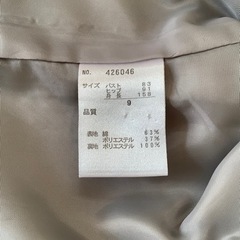 NO. 426046
サイズ バスト 83
ヒップ 91
身長 158
9
品質
表地 綿 63%
ポリエステル 37%
裏地 ポリエステル 100%